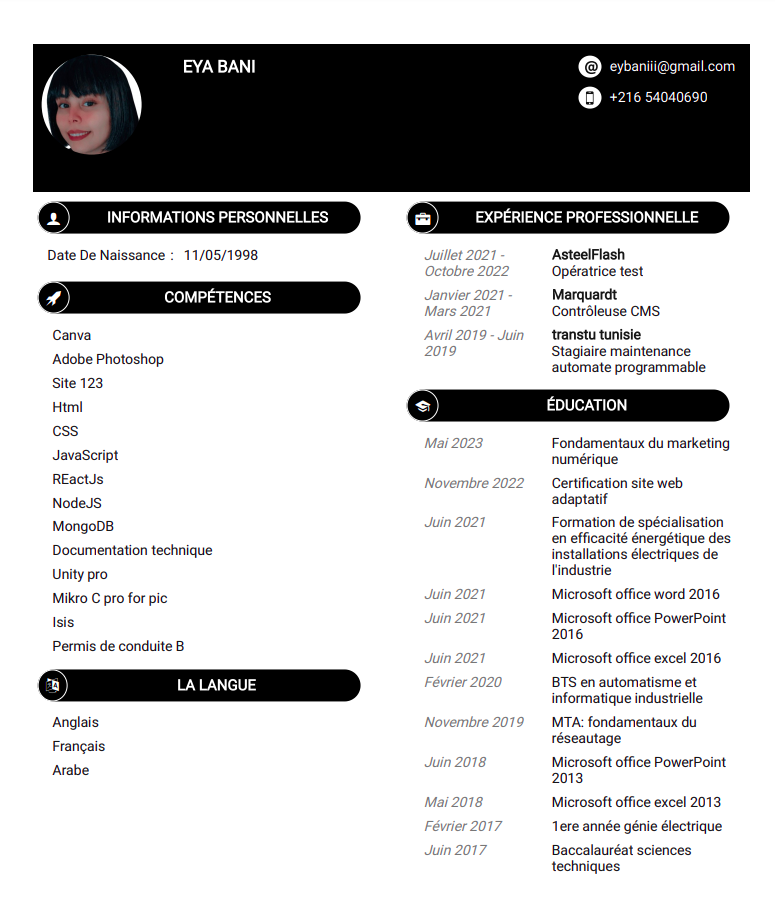 EYA BANI
@ eybaniii@gmail.com
+216 54040690
INFORMATIONS PERSONNELLES
Date De Naissance : 11/05/1998
COMPÉTENCES
Canva
Adobe Photoshop
Site 123
Html
CSS
JavaScript
REactJs
NodeJS
MongoDB
Documentation technique
Unity pro
Mikro C pro for pic
Isis
Permis de conduite B
LA LANGUE
Anglais
Français
Arabe
EXPÉRIENCE PROFESSIONNELLE
Juillet 2021 - AsteelFlash
Octobre 2022 Opératrice test
Janvier 2021 - Marquardt
Mars 2021 Contrôleuse CMS
Avril 2019 - Juin transtu tunisie
2019 Stagiaire maintenance
automate programmable
ÉDUCATION
Mai 2023 Fondamentaux du marketing
numérique
Novembre 2022 Certification site web
adaptatif
Juin 2021 Formation de spécialisation
en efficacité énergétique des
installations électriques de
l'industrie
Juin 2021 Microsoft office word 2016
Juin 2021 Microsoft office PowerPoint
2016
Juin 2021 Microsoft office excel 2016
Février 2020 BTS en automatisme et
informatique industrielle
Novembre 2019 MTA: fondamentaux du
réseautage
Juin 2018 Microsoft office PowerPoint
2013
Mai 2018 Microsoft office excel 2013
Février 2017 1ere année génie électrique
Juin 2017 Baccalauréat sciences
techniques